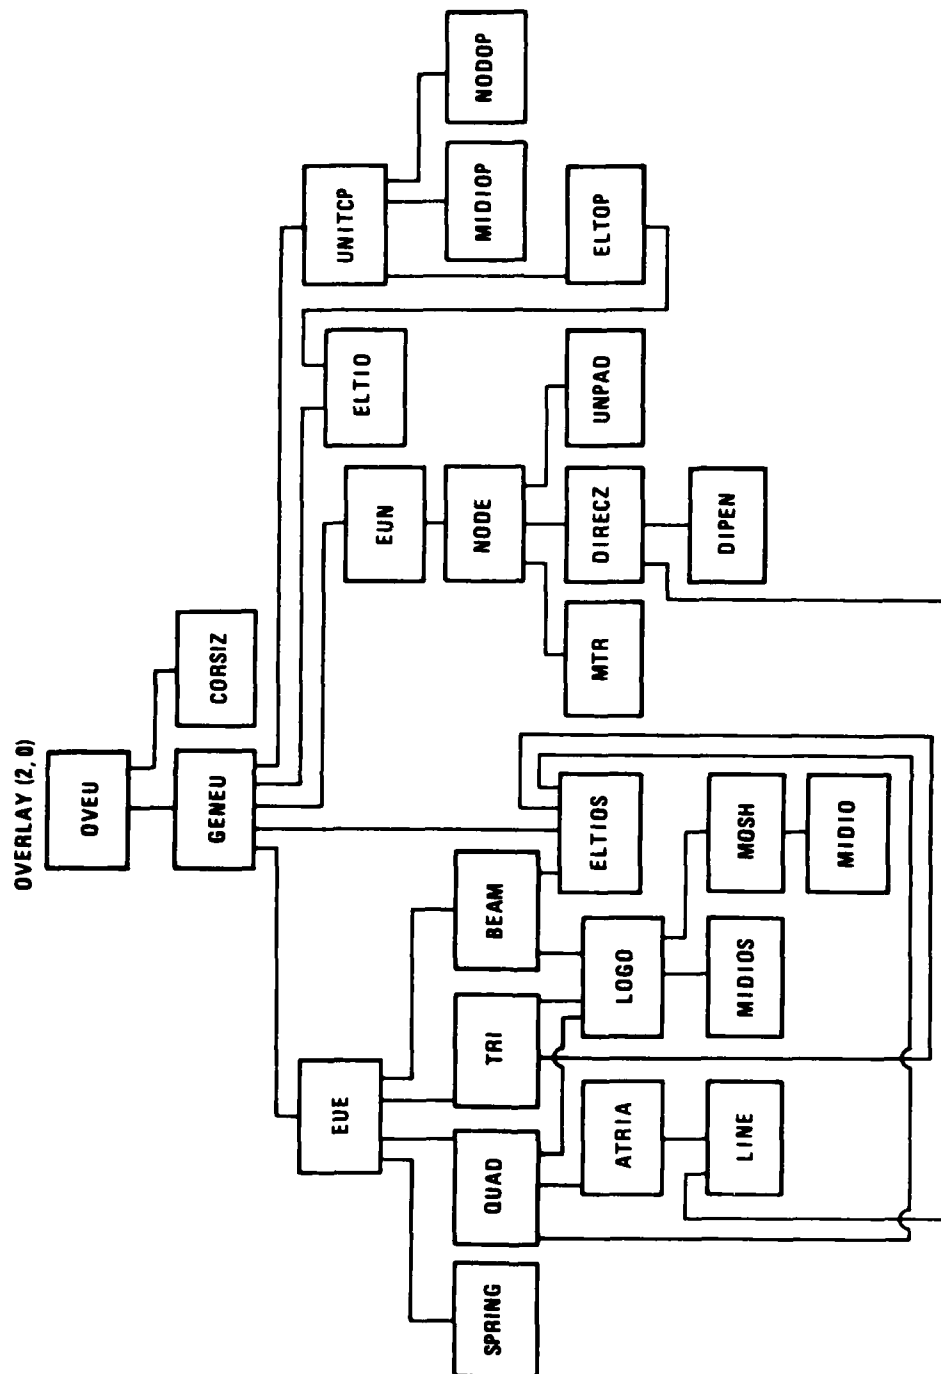 OVERLAY (2, 0)
OVEU
GENEU
CORSIZ
EUE
EUN
ELTIO
UNITCP
SPRING
QUAD
TRI
BEAM
NODE
MIDIOP
NODOP
ATRIA
LOGO
ELTIOS
MTR
DIRECZ
UNPAD
ELTOP
LINE
MIDIOS
MOSH
DIPEN
MIDIO